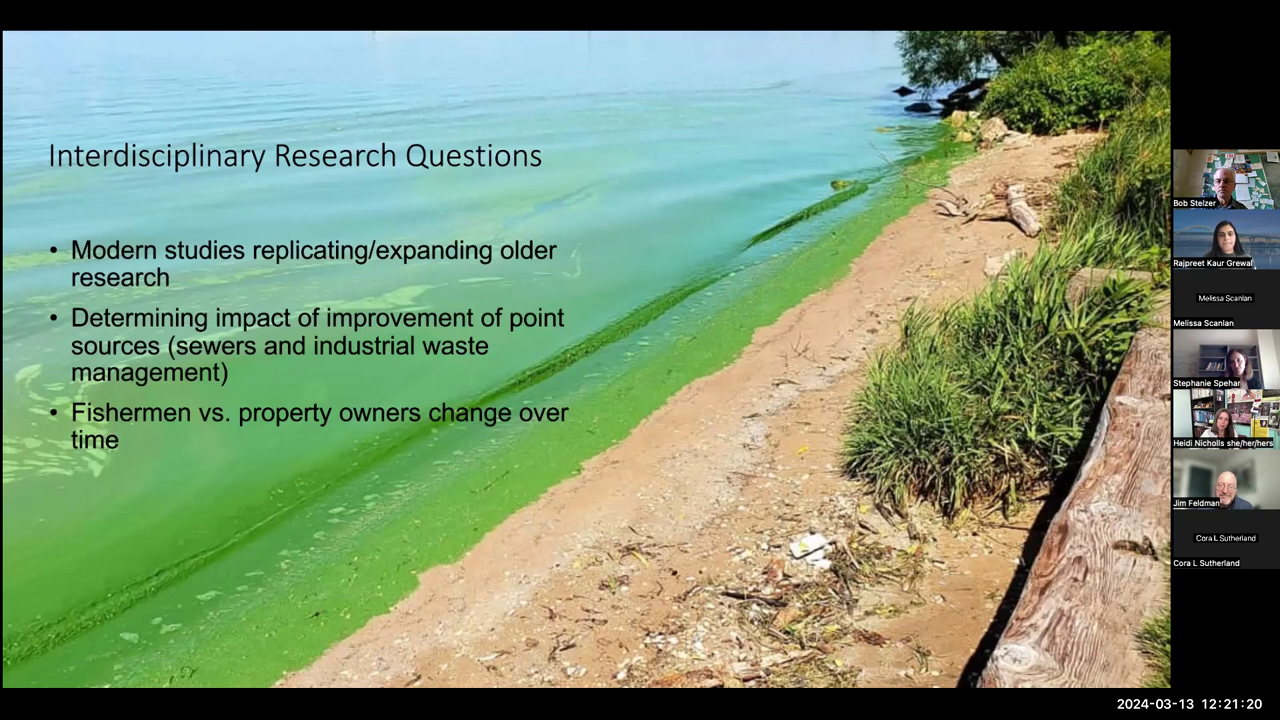 Interdisciplinary Research Questions
• Modern studies replicating/expanding older
research
• Determining impact of improvement of point
sources (sewers and industrial waste
management)
• Fishermen vs. property owners change over
time
Bob Stelzer
Rajpreet Kaur Grewal
Melissa Scanlan
Melissa Scanlan
Stephanie Spehar
Heidi Nicholls she/her/hers
Jim Feldman
Cora L Sutherland
Cora L Sutherland
2024-03-13 12:21:20